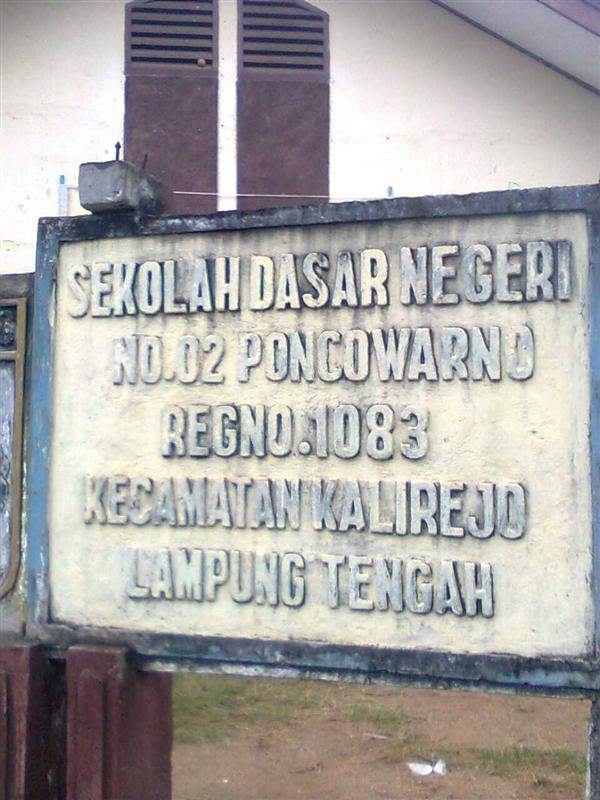 SEKOLAH DASAR NEGERI
NO.02 PONCOWARNO
REGNO.1083
KECAMATAN KALIREJO
LAMPUNG TENGAH